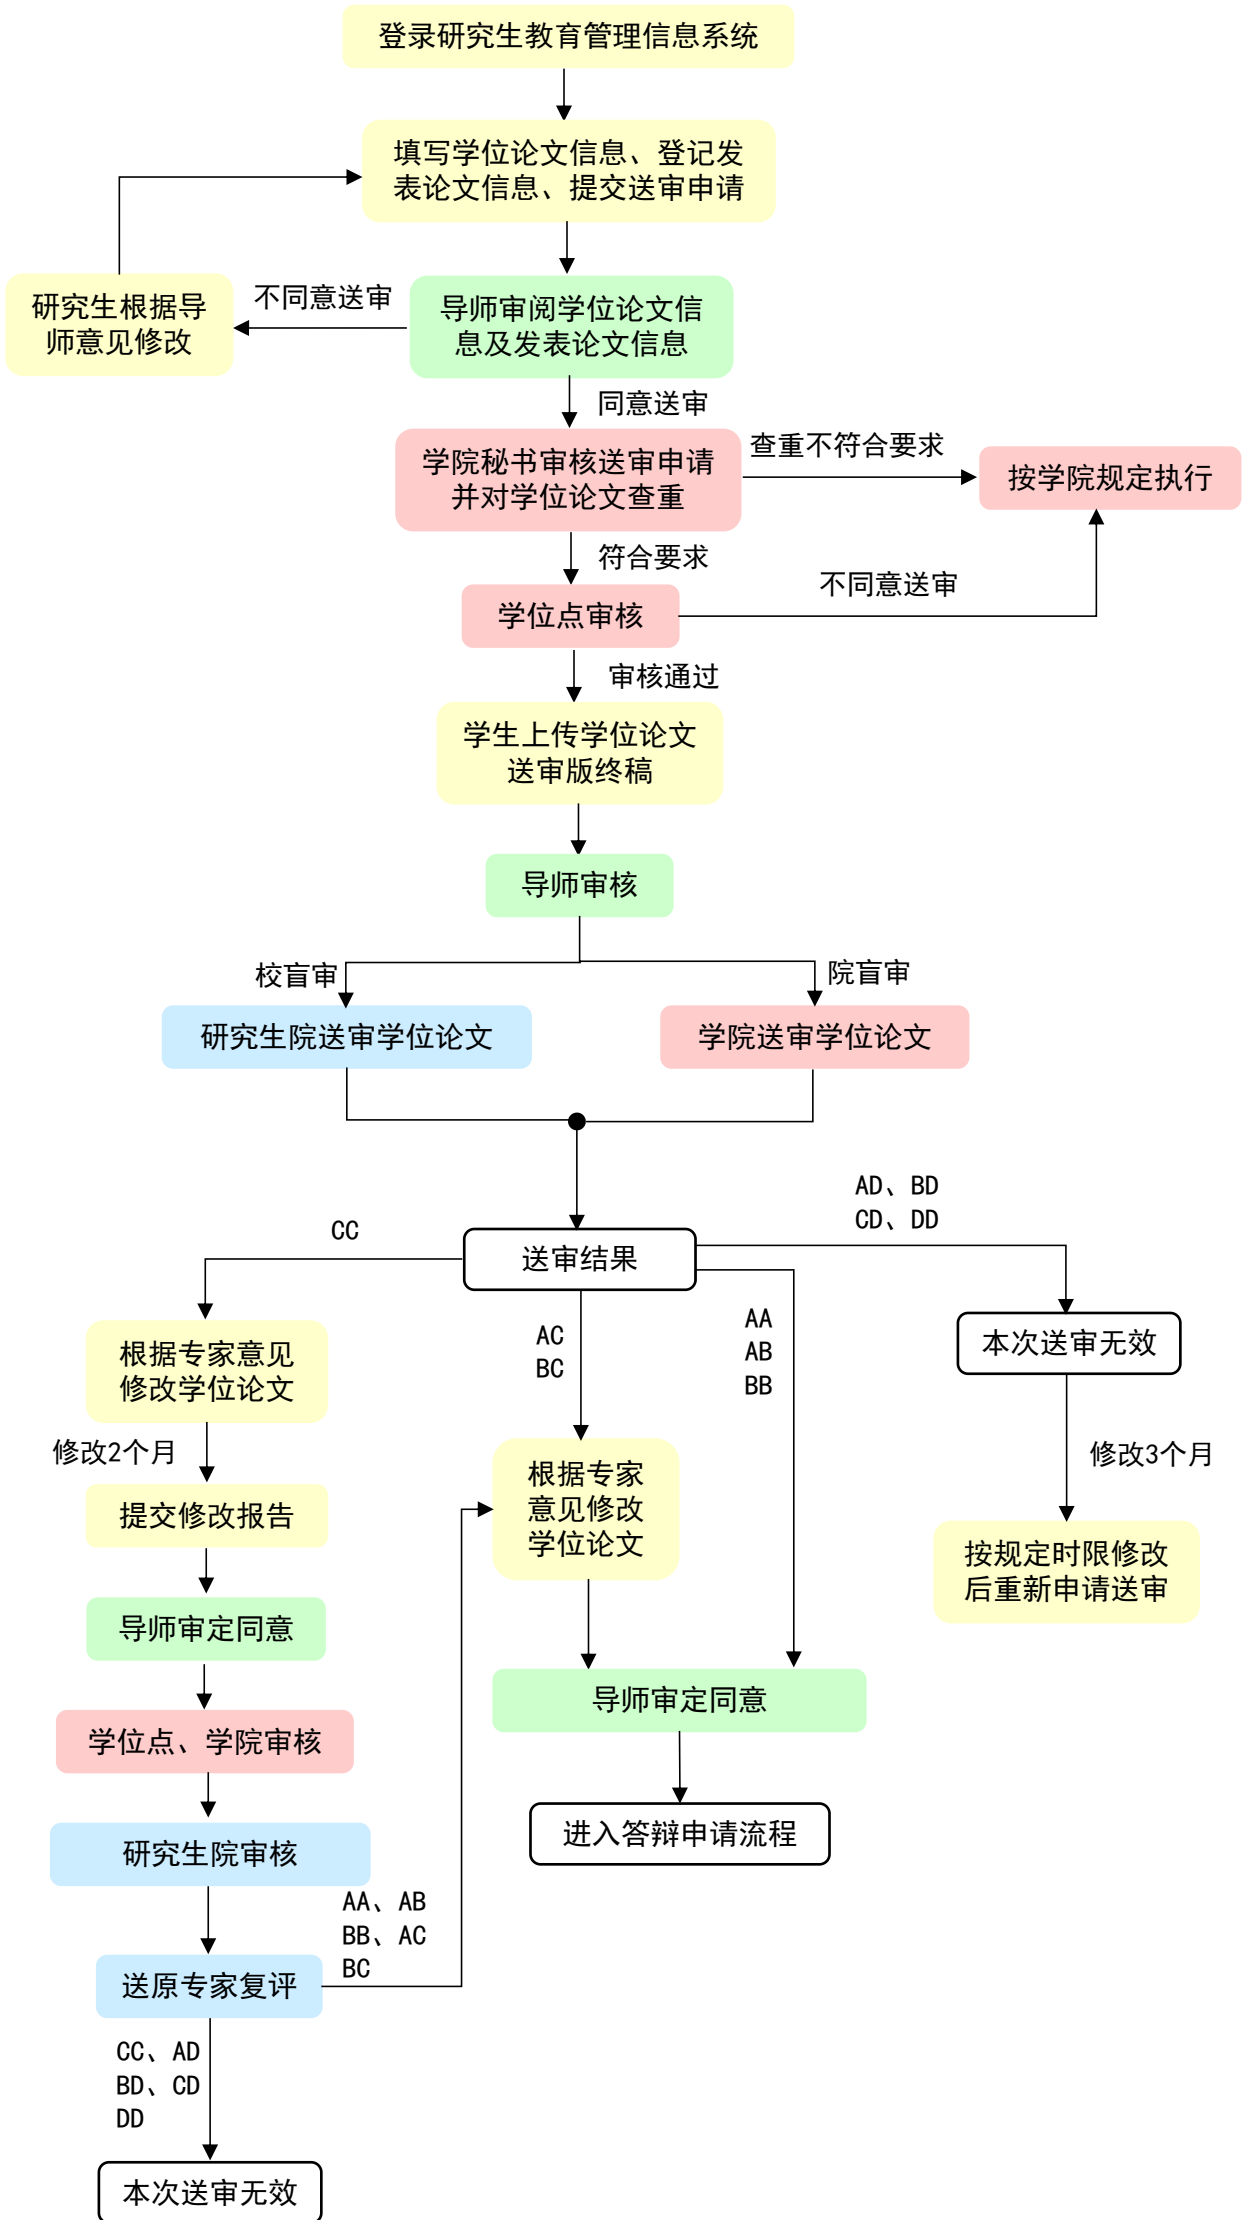 登录研究生教育管理信息系统
填写学位论文信息、登记发
表论文信息、提交送审申请
研究生根据导
师意见修改
不同意送审
导师审阅学位论文信
息及发表论文信息
同意送审
学院秘书审核送审申请
并对学位论文查重
查重不符合要求
按学院规定执行
符合要求
不同意送审
学位点审核
审核通过
学生上传学位论文
送审版终稿
导师审核
校盲审
院盲审
研究生院送审学位论文
学院送审学位论文
AD、BD
CD、DD
CC
送审结果
AC
BC
AA
AB
BB
本次送审无效
根据专家意见
修改学位论文
修改2个月
修改3个月
提交修改报告
根据专家
意见修改
学位论文
按规定时限修改
后重新申请送审
导师审定同意
导师审定同意
学位点、学院审核
进入答辩申请流程
研究生院审核
AA、AB
BB、AC
BC
送原专家复评
CC、AD
BD、CD
DD
本次送审无效